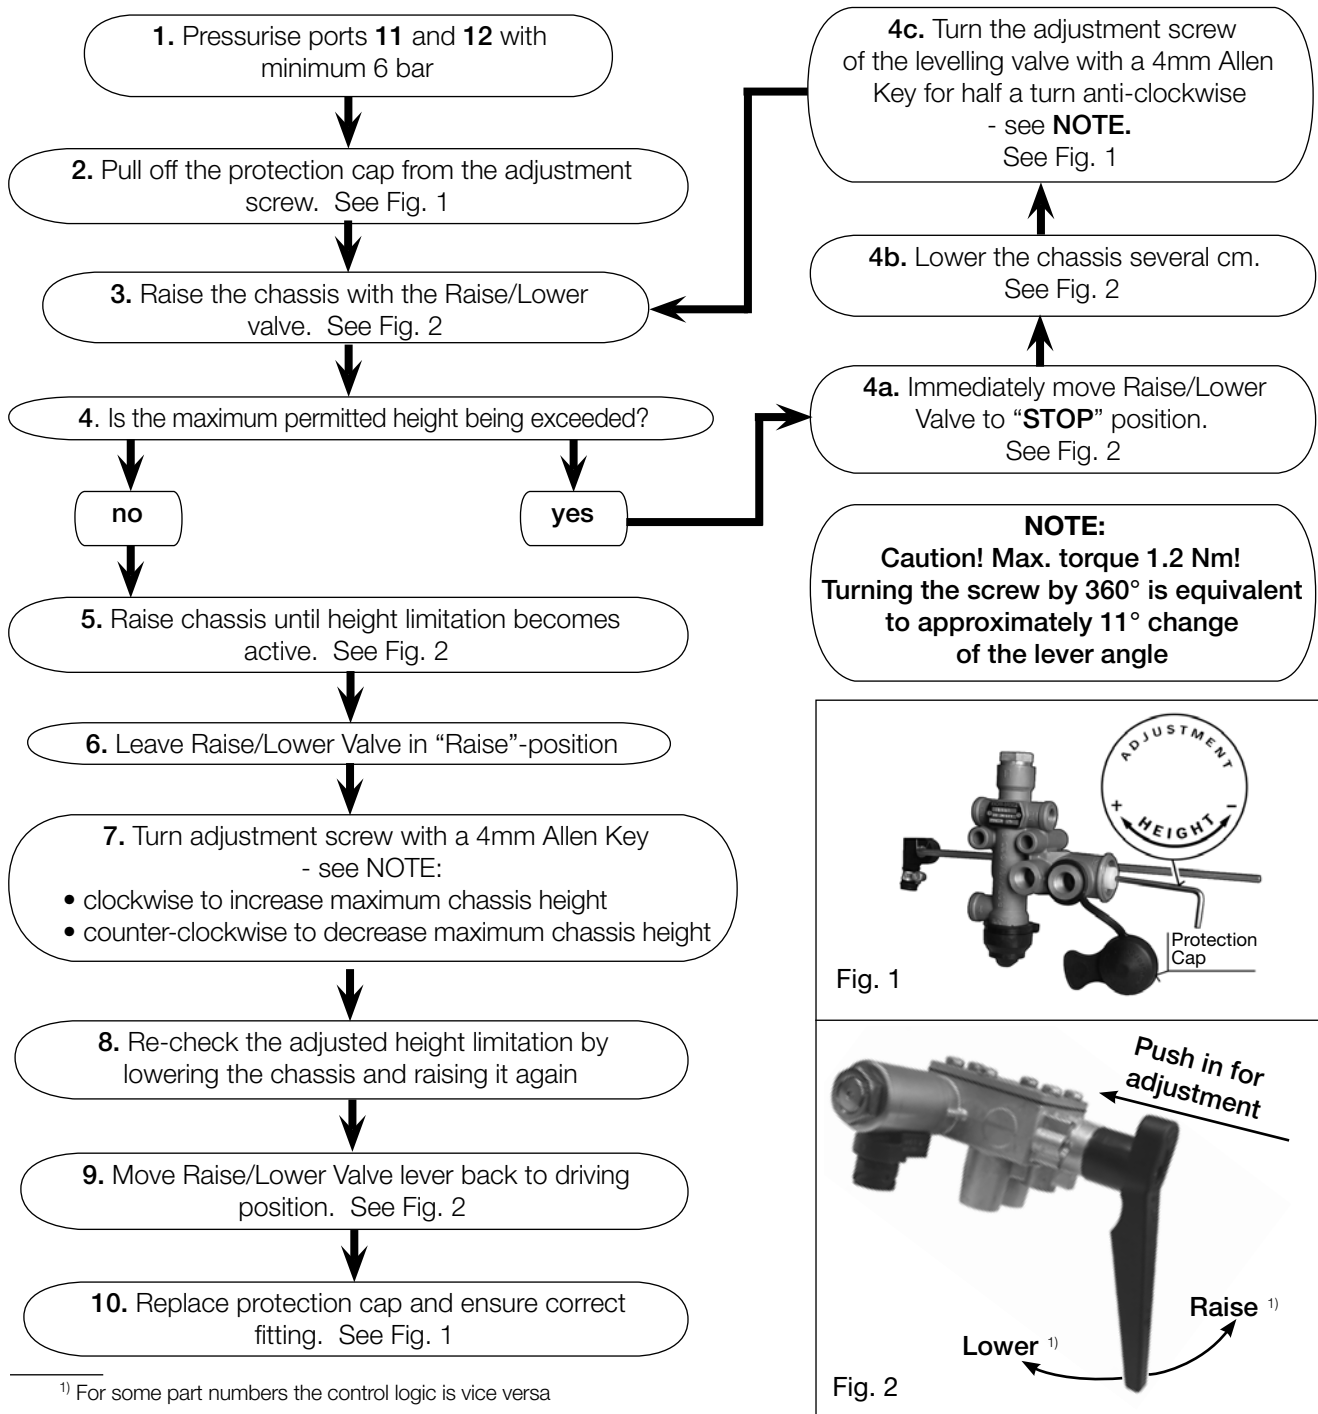 1. Pressurise ports 11 and 12 with
minimum 6 bar
2. Pull off the protection cap from the adjustment
screw. See Fig. 1
3. Raise the chassis with the Raise/Lower
valve. See Fig. 2
4. Is the maximum permitted height being exceeded?
no
yes
4a. Immediately move Raise/Lower
Valve to “STOP” position.
See Fig. 2
4b. Lower the chassis several cm.
See Fig. 2
4c. Turn the adjustment screw
of the levelling valve with a 4mm Allen
Key for half a turn anti-clockwise
- see NOTE.
See Fig. 1
NOTE:
Caution! Max. torque 1.2 Nm!
Turning the screw by 360° is equivalent
to approximately 11° change
of the lever angle
5. Raise chassis until height limitation becomes
active. See Fig. 2
6. Leave Raise/Lower Valve in “Raise”-position
7. Turn adjustment screw with a 4mm Allen Key
- see NOTE:
• clockwise to increase maximum chassis height
• counter-clockwise to decrease maximum chassis height
8. Re-check the adjusted height limitation by
lowering the chassis and raising it again
9. Move Raise/Lower Valve lever back to driving
position. See Fig. 2
10. Replace protection cap and ensure correct
fitting. See Fig. 1
1) For some part numbers the control logic is vice versa
ADJUSTMENT
+ HEIGHT −
Protection
Cap
Fig. 1
Push in for
adjustment
Raise 1)
Lower 1)
Fig. 2